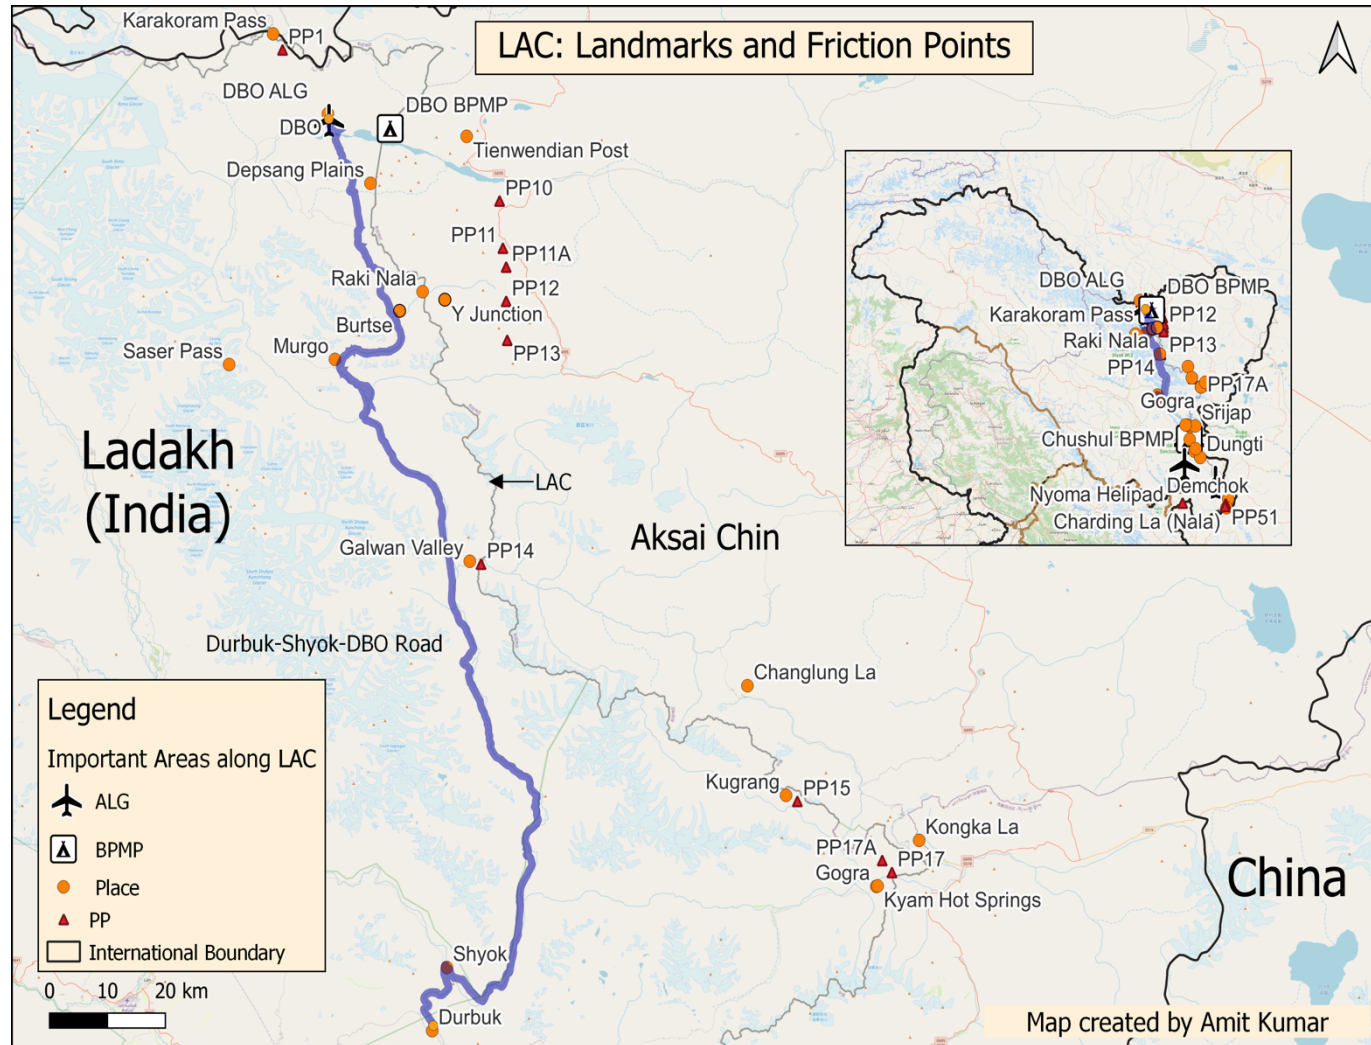 LAC: Landmarks and Friction Points
Karakoram Pass
PP1
DBO ALG
DBO
DBO BPMP
Tienwendian Post
Depsang Plains
PP10
PP11
PP11A
Raki Nala
PP12
Y Junction
Burtse
PP13
Murgo
Saser Pass
Ladakh
(India)
LAC
Aksai Chin
Galwan Valley
PP14
Durbuk-Shyok-DBO Road
Changlung La
Kugrang
PP15
Kongka La
PP17A
PP17
Gogra
Kyam Hot Springs
China
Shyok
Durbuk
DBO ALG
DBO BPMP
Karakoram Pass
PP12
Raki Nala
PP13
PP14
PP17A
Gogra
Srijap
Chushul BPMP
Dungti
Demchok
Nyoma Helipad
Charding La (Nala)
PP51
Legend
Important Areas along LAC
ALG
BPMP
Place
PP
International Boundary
0 10 20 km
Map created by Amit Kumar